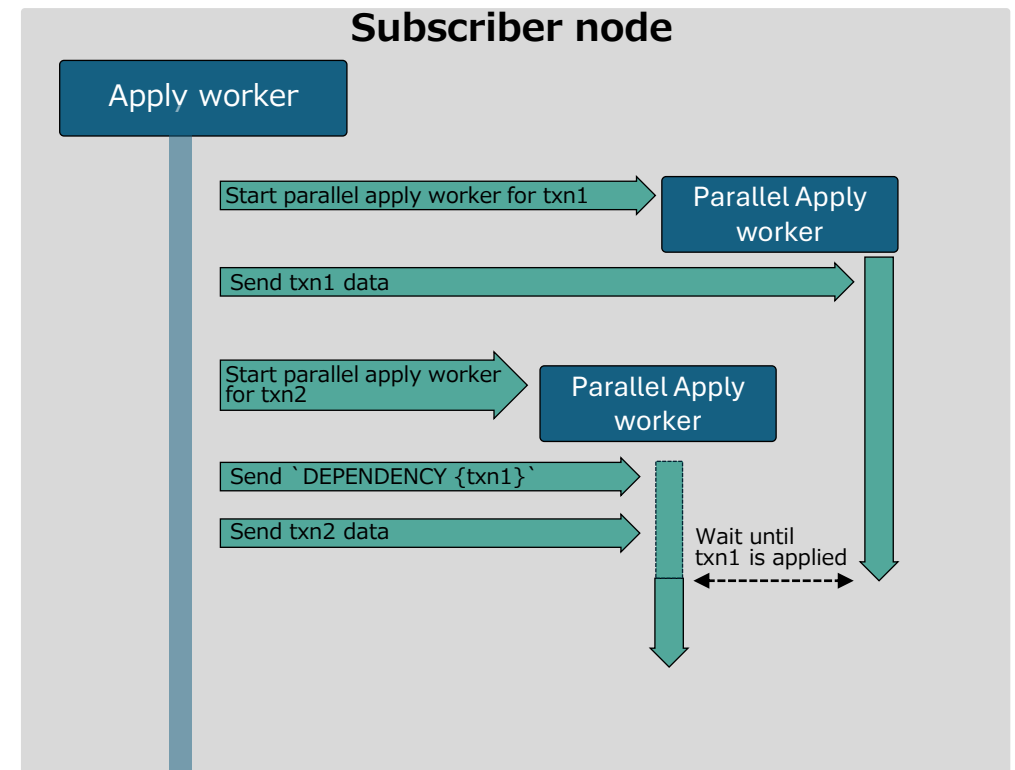 Subscriber node
Apply worker
Start parallel apply worker for txn1
Parallel Apply
worker
Send txn1 data
Start parallel apply worker
for txn2
Parallel Apply
worker
Send `DEPENDENCY {txn1}`
Send txn2 data
Wait until
txn1 is applied